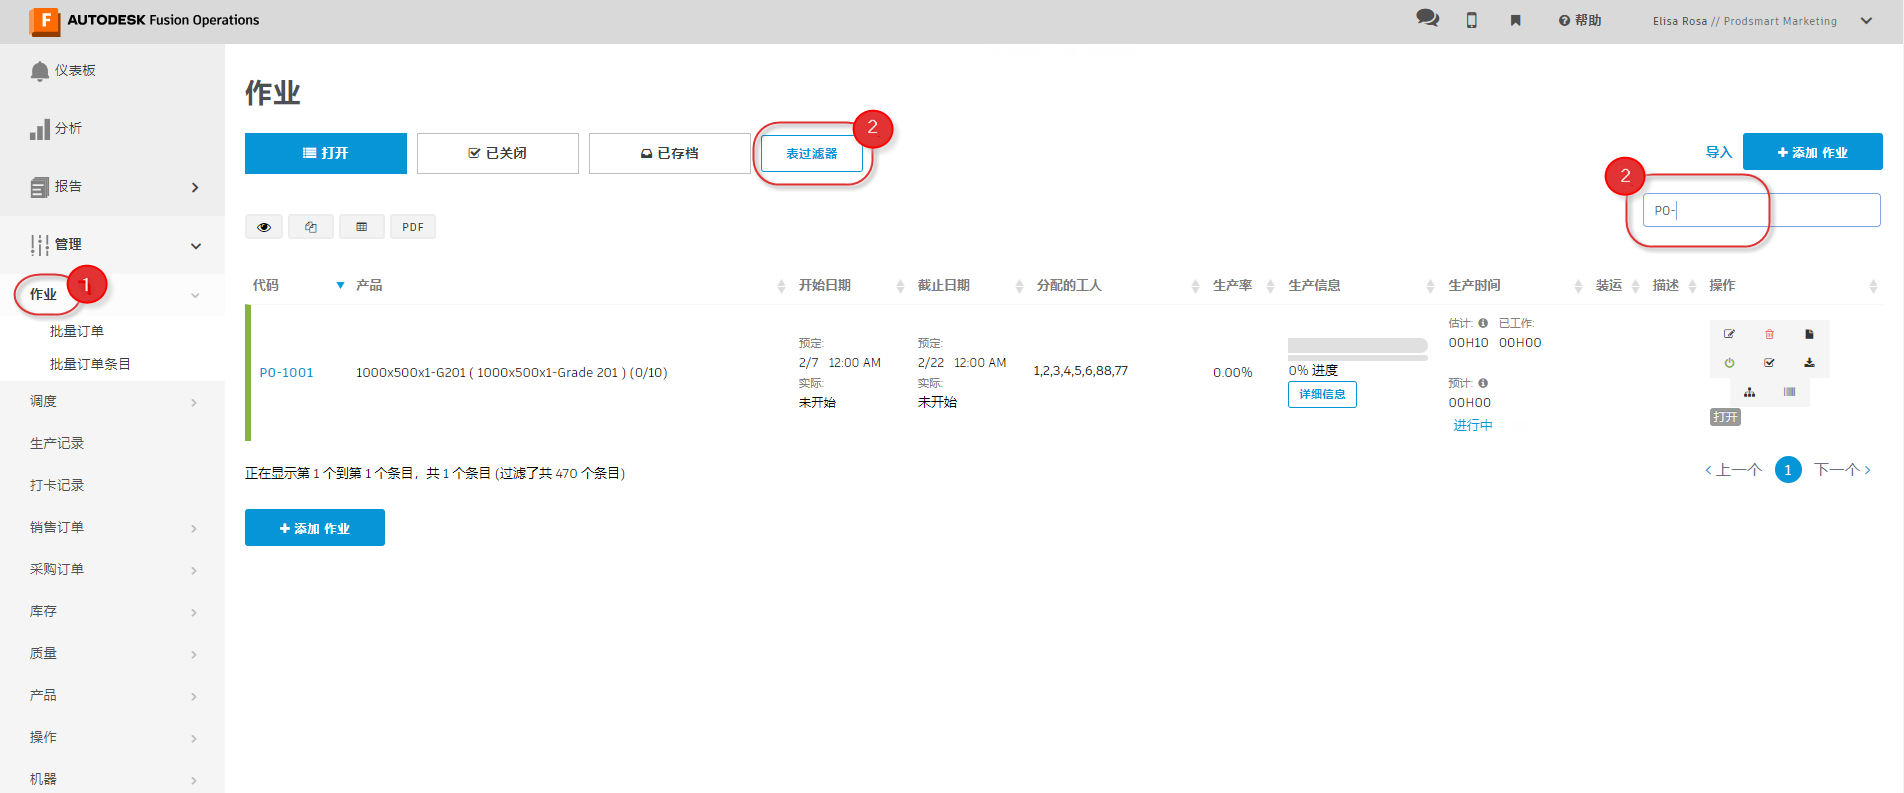 AUTODESK Fusion Operations
帮助
Elisa Rosa // Prodsmart Marketing
仪表板
分析
报告
管理
作业
1
批量订单
批量订单条目
调度
生产记录
打卡记录
销售订单
采购订单
库存
质量
产品
操作
机器
作业
打开
已关闭
已存档
表过滤器
2
导入
添加 作业
2
PO-
PDF
代码 产品 开始日期 截止日期 分配的工人 生产率 生产信息 生产时间 装运 描述 操作
PO-1001
1000x500x1-G201 ( 1000x500x1-Grade 201 ) (0/10)
预定:
2/7 12:00 AM
实际:
未开始
预定:
2/22 12:00 AM
实际:
未开始
1,2,3,4,5,6,88,77
0.00%
0% 进度
详细信息
估计: 已工作:
00H10 00H00
预计:
00H00
进行中
打开
正在显示第 1 个到第 1 个条目，共 1 个条目 (过滤了共 470 个条目)
上一个 1 下一个
添加 作业